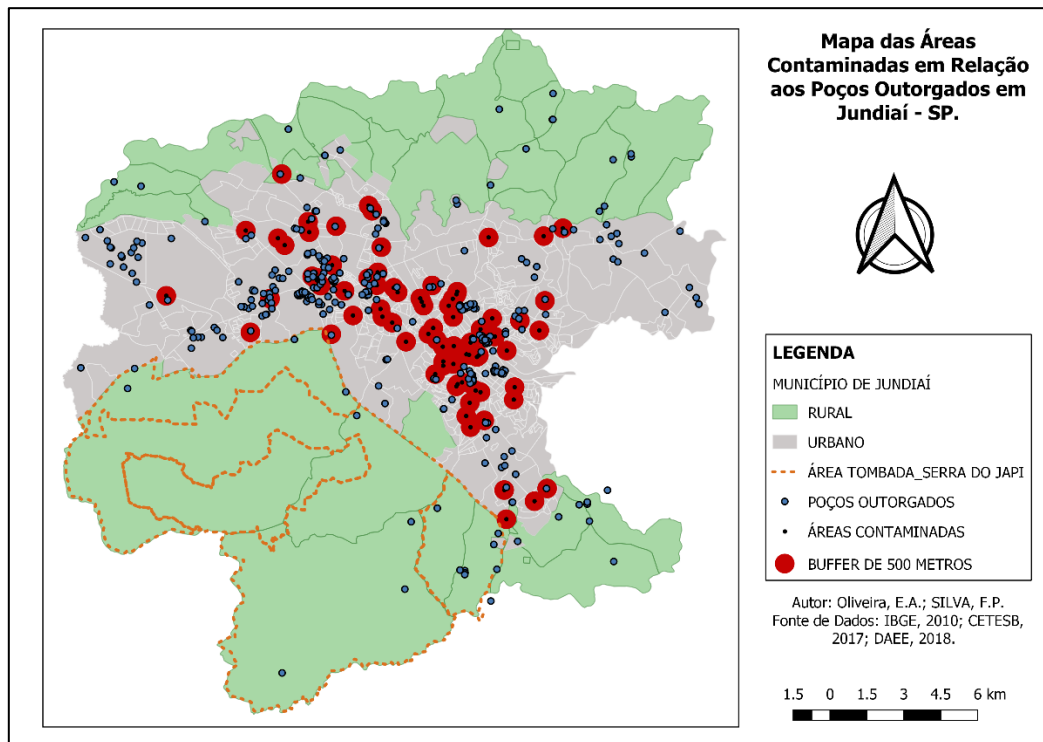 Mapa das Áreas
Contaminadas em Relação
aos Poços Outorgados em
Jundiaí - SP.
LEGENDA
MUNICÍPIO DE JUNDIAÍ
RURAL
URBANO
ÁREA TOMBADA_SERRA DO JAPI
POÇOS OUTORGADOS
ÁREAS CONTAMINADAS
BUFFER DE 500 METROS
Autor: Oliveira, E.A.; SILVA, F.P.
Fonte de Dados: IBGE, 2010; CETESB,
2017; DAEE, 2018.
1.5 0 1.5 3 4.5 6 km